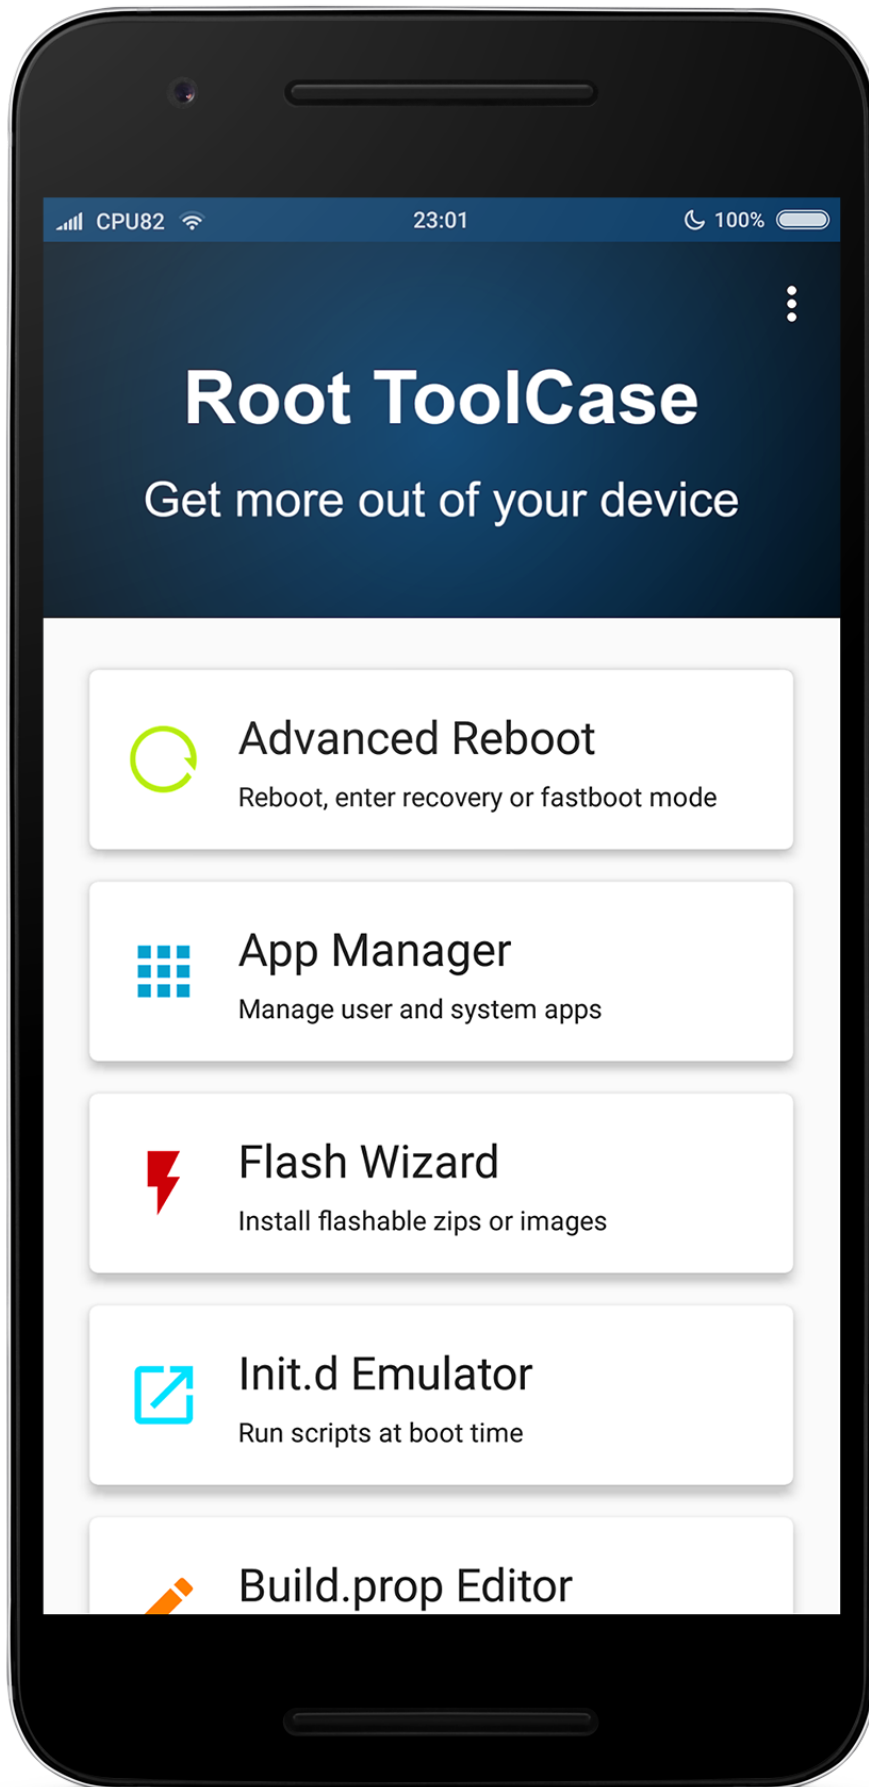 CPU82 23:01 100%
Root ToolCase
Get more out of your device
Advanced Reboot
Reboot, enter recovery or fastboot mode
App Manager
Manage user and system apps
Flash Wizard
Install flashable zips or images
Init.d Emulator
Run scripts at boot time
Build.prop Editor